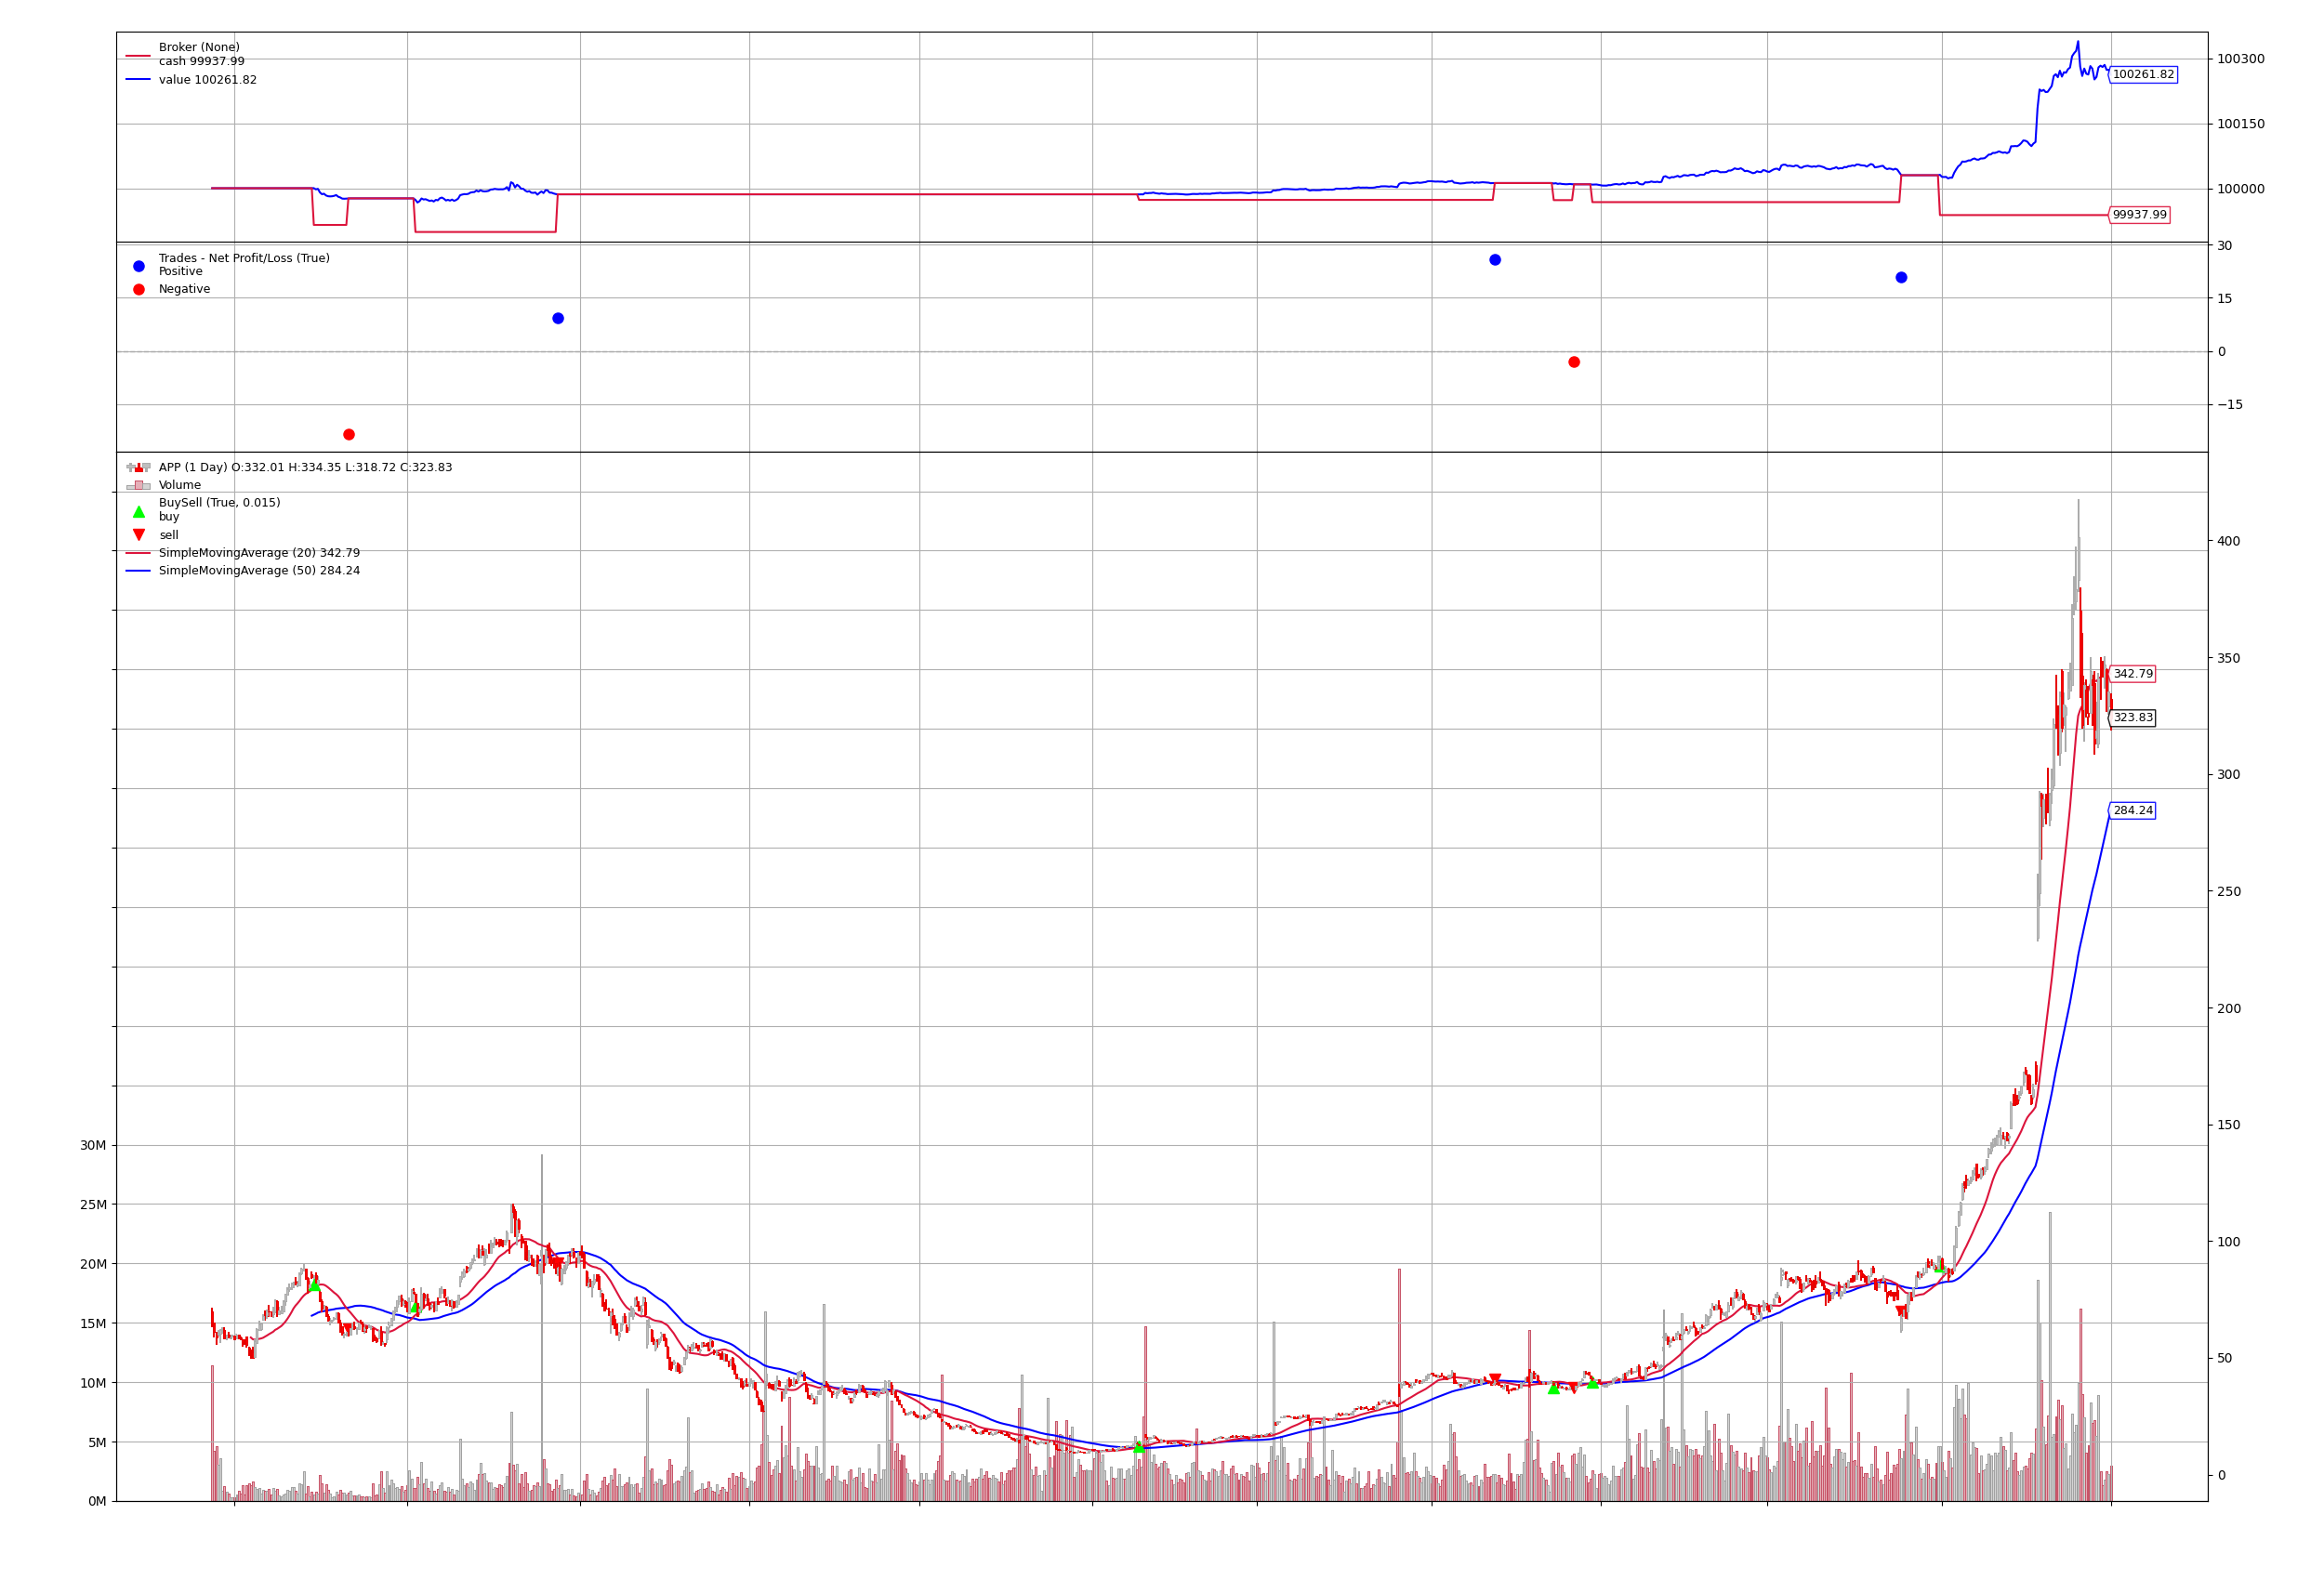 Broker (None)
cash 99937.99
value 100261.82
100300
100261.82
100150
100000
99937.99
Trades - Net Profit/Loss (True)
Positive
Negative
30
15
0
−15
APP (1 Day) O:332.01 H:334.35 L:318.72 C:323.83
Volume
BuySell (True, 0.015)
buy
sell
SimpleMovingAverage (20) 342.79
SimpleMovingAverage (50) 284.24
400
350
342.79
323.83
300
284.24
250
200
150
100
50
0
30M
25M
20M
15M
10M
5M
0M